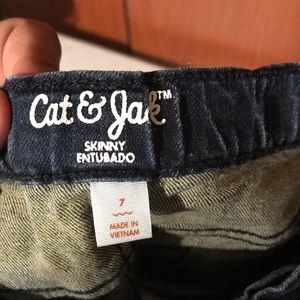 Cat & Jak™
SKINNY
ENTUBADO
7
MADE IN
VIETNAM